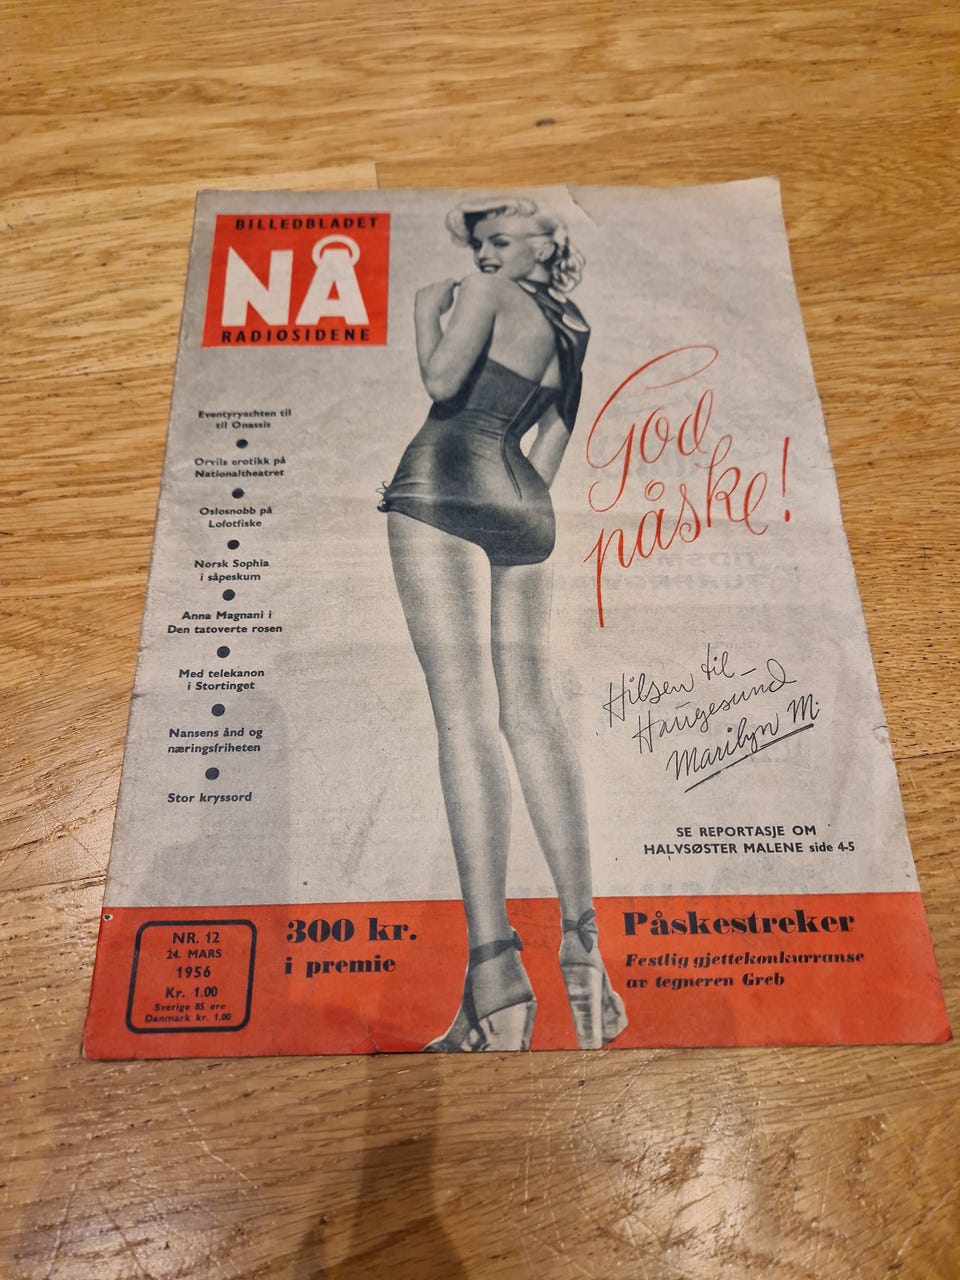 BILLEDBLADET
NÅ
RADIOSIDENE
Eventyryachten til
til Onassis
Orvils erotikk på
Nationaltheatret
Oslosnobb på
Lofotfiske
Norsk Sophia
i såpeskum
Anna Magnani i
Den tatoverte rosen
Med telekanon
i Stortinget
Nansens ånd og
næringsfriheten
Stor kryssord
God
påske!
Hilsen til -
Haugesund
Marilyn M.
SE REPORTASJE OM
HALVSØSTER MALENE side 4-5
NR. 12
24. MARS
1956
Kr. 1.00
Sverige 85 øre
Danmark kr. 1.00
300 kr.
i premie
Påskestreker
Festlig gjettekonkurranse
av tegneren Greb